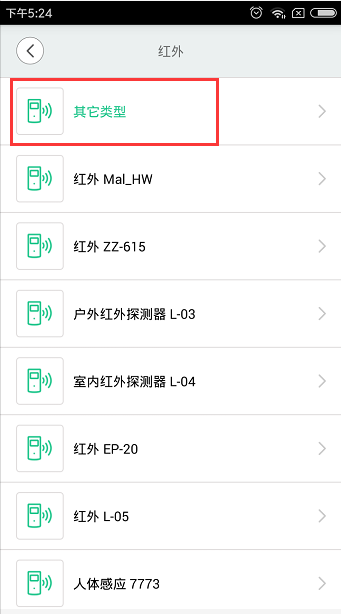 下午5:24
红外
其它类型
红外 Mal_HW
红外 ZZ-615
户外红外探测器 L-03
室内红外探测器 L-04
红外 EP-20
红外 L-05
人体感应 7773